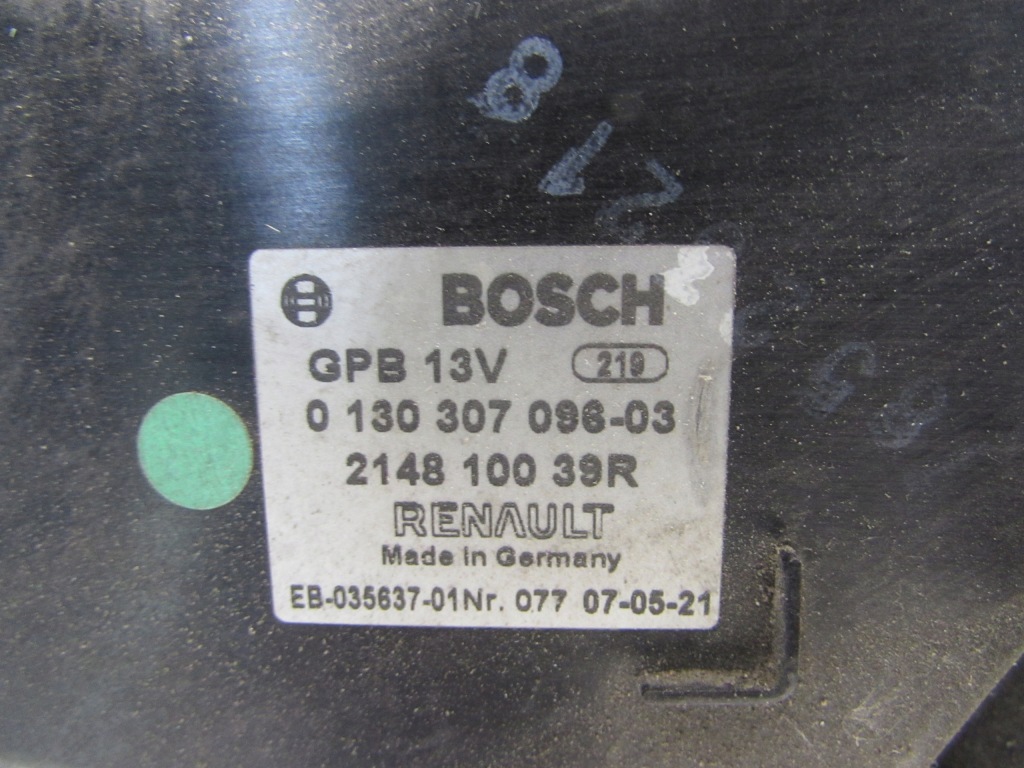 BOSCH
GPB 13V 219
0 130 307 096-03
2148 100 39R
RENAULT
Made in Germany
EB-035637-01Nr. 077 07-05-21